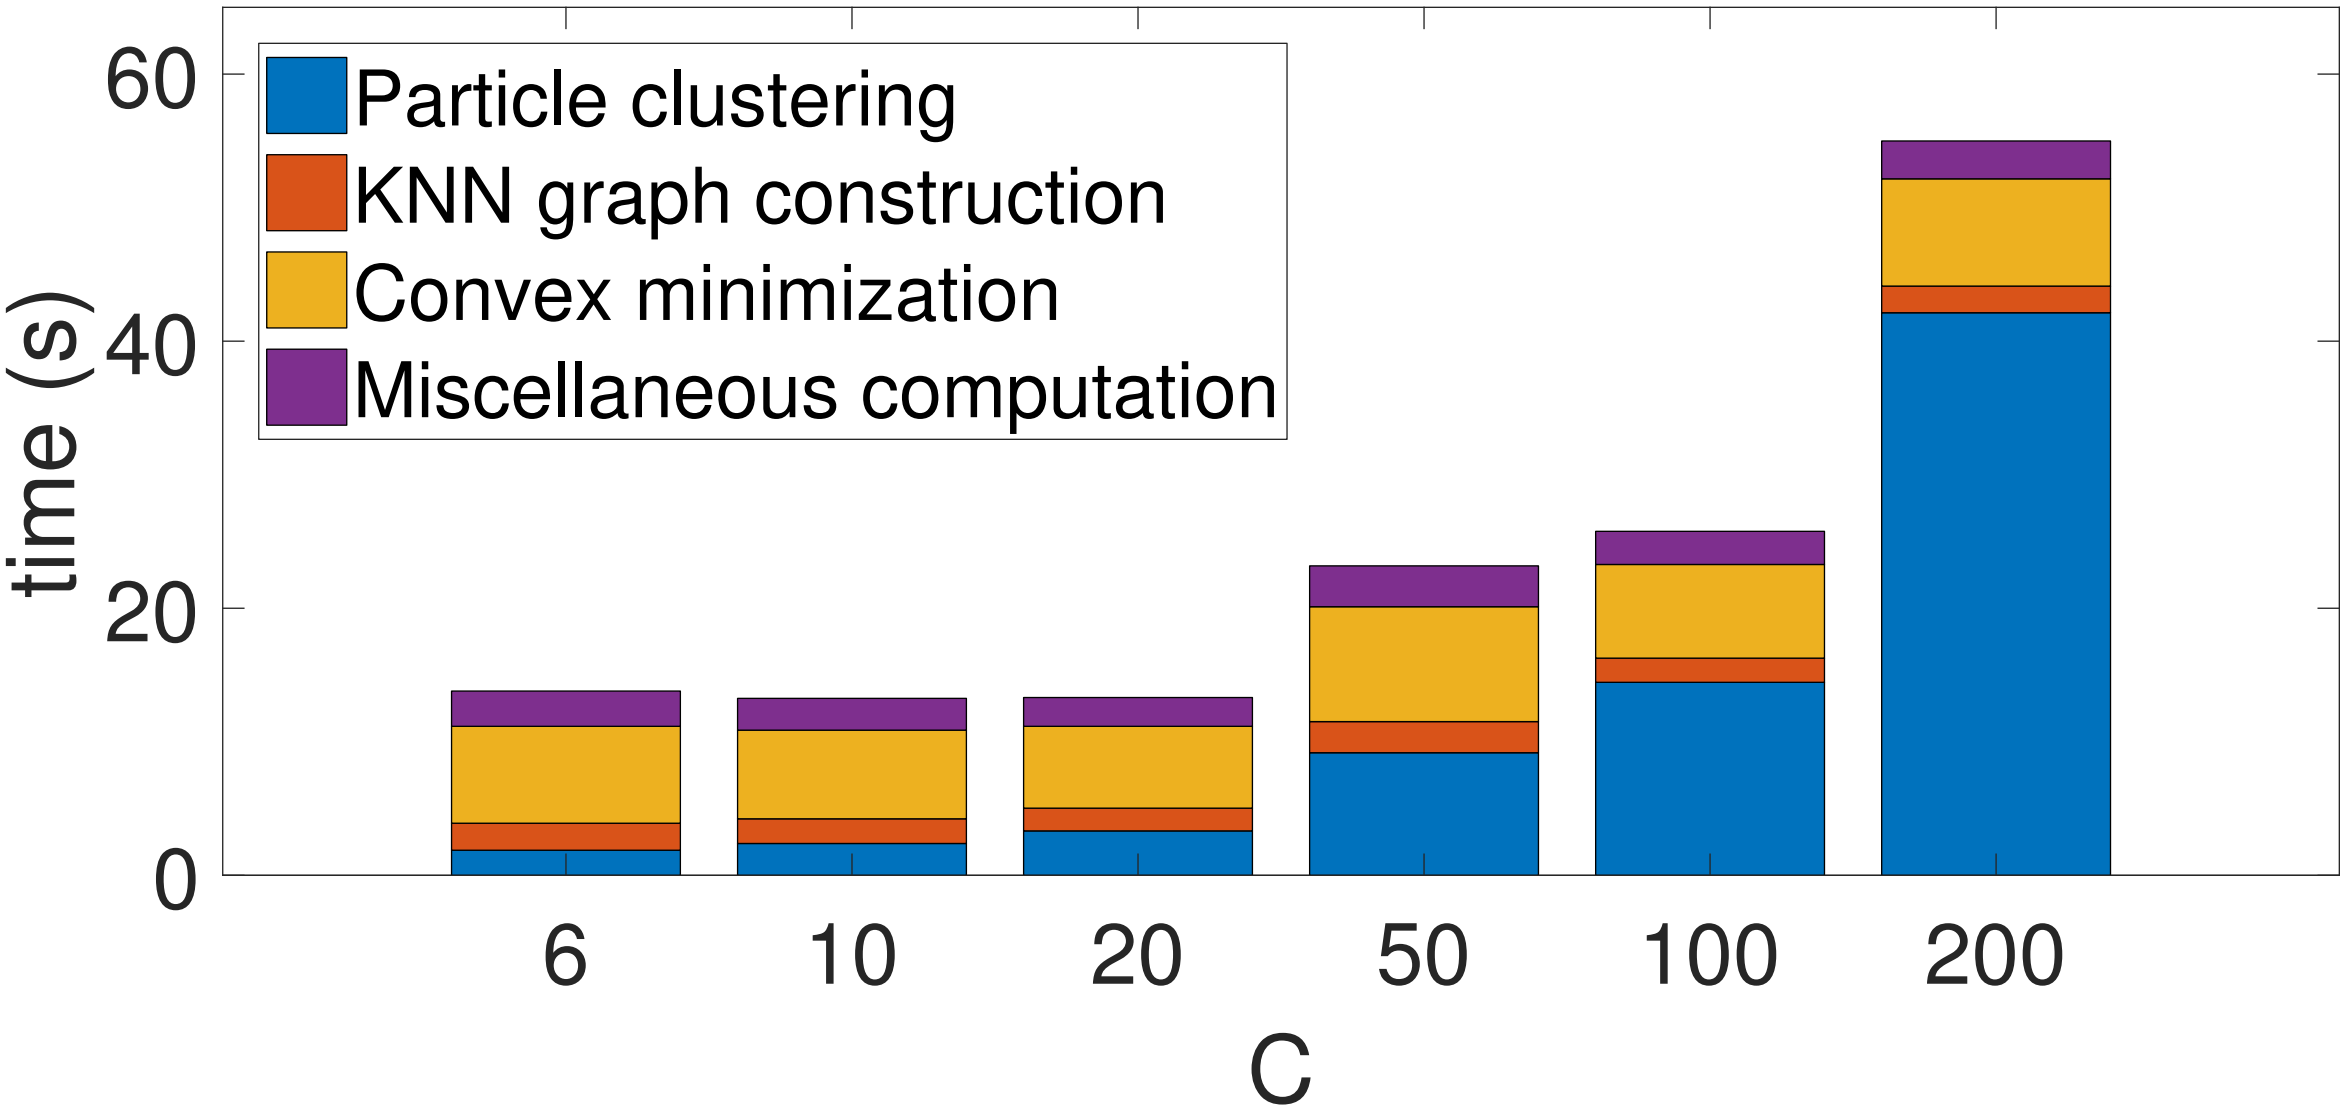 60
40
20
0
time (s)
Particle clustering
KNN graph construction
Convex minimization
Miscellaneous computation
6 10 20 50 100 200
C